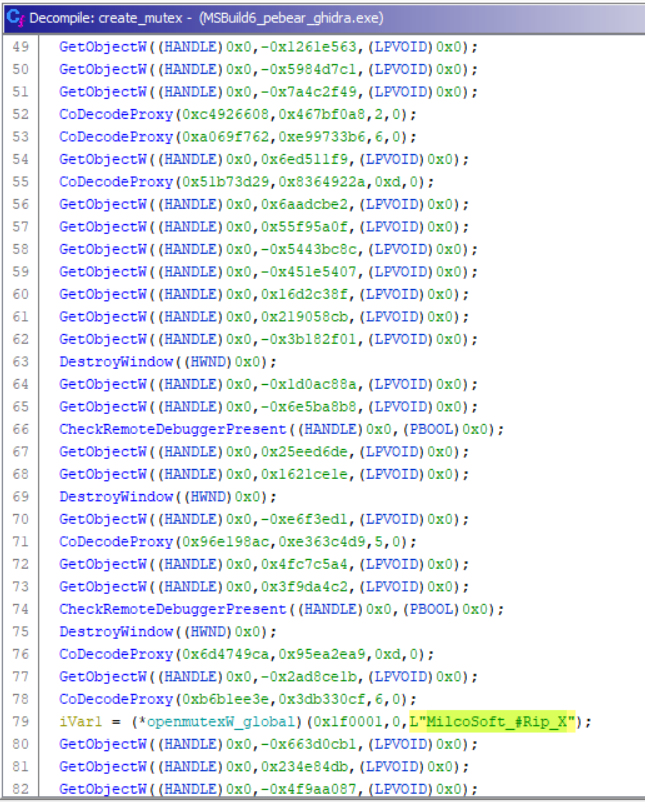 Decompile: create_mutex - (MSBuild6_pebear_ghidra.exe)
49 GetObjectW((HANDLE)0x0,-0x1261e563,(LPVOID)0x0);
50 GetObjectW((HANDLE)0x0,-0x5984d7c1,(LPVOID)0x0);
51 GetObjectW((HANDLE)0x0,-0x7a4c2f49,(LPVOID)0x0);
52 CoDecodeProxy(0xc4926608,0x467bf0a8,2,0);
53 CoDecodeProxy(0xa069f762,0xe99733b6,6,0);
54 GetObjectW((HANDLE)0x0,0x6ed511f9,(LPVOID)0x0);
55 CoDecodeProxy(0x51b73d29,0x8364922a,0xd,0);
56 GetObjectW((HANDLE)0x0,0x6aadcbe2,(LPVOID)0x0);
57 GetObjectW((HANDLE)0x0,0x55f95a0f,(LPVOID)0x0);
58 GetObjectW((HANDLE)0x0,-0x5443bc8c,(LPVOID)0x0);
59 GetObjectW((HANDLE)0x0,-0x451e5407,(LPVOID)0x0);
60 GetObjectW((HANDLE)0x0,0x16d2c38f,(LPVOID)0x0);
61 GetObjectW((HANDLE)0x0,0x219058cb,(LPVOID)0x0);
62 GetObjectW((HANDLE)0x0,-0x3b182f01,(LPVOID)0x0);
63 DestroyWindow((HWND)0x0);
64 GetObjectW((HANDLE)0x0,-0x1d0ac88a,(LPVOID)0x0);
65 GetObjectW((HANDLE)0x0,-0x6e5ba8b8,(LPVOID)0x0);
66 CheckRemoteDebuggerPresent((HANDLE)0x0,(PBOOL)0x0);
67 GetObjectW((HANDLE)0x0,0x25eed6de,(LPVOID)0x0);
68 GetObjectW((HANDLE)0x0,0x1621ce1e,(LPVOID)0x0);
69 DestroyWindow((HWND)0x0);
70 GetObjectW((HANDLE)0x0,-0xe6f3ed1,(LPVOID)0x0);
71 CoDecodeProxy(0x96e198ac,0xe363c4d9,5,0);
72 GetObjectW((HANDLE)0x0,0x4fc7c5a4,(LPVOID)0x0);
73 GetObjectW((HANDLE)0x0,0x3f9da4c2,(LPVOID)0x0);
74 CheckRemoteDebuggerPresent((HANDLE)0x0,(PBOOL)0x0);
75 DestroyWindow((HWND)0x0);
76 CoDecodeProxy(0x6d4749ca,0x95ea2ea9,0xd,0);
77 GetObjectW((HANDLE)0x0,-0x2ad8ce1b,(LPVOID)0x0);
78 CoDecodeProxy(0xb6b1ee3e,0x3db330cf,6,0);
79 iVar1 = (*openmutexW_global)(0x1f0001,0,L"MilcoSoft_#Rip_X");
80 GetObjectW((HANDLE)0x0,-0x663d0cb1,(LPVOID)0x0);
81 GetObjectW((HANDLE)0x0,0x234e84db,(LPVOID)0x0);
82 GetObjectW((HANDLE)0x0,-0x4f9aa087,(LPVOID)0x0);